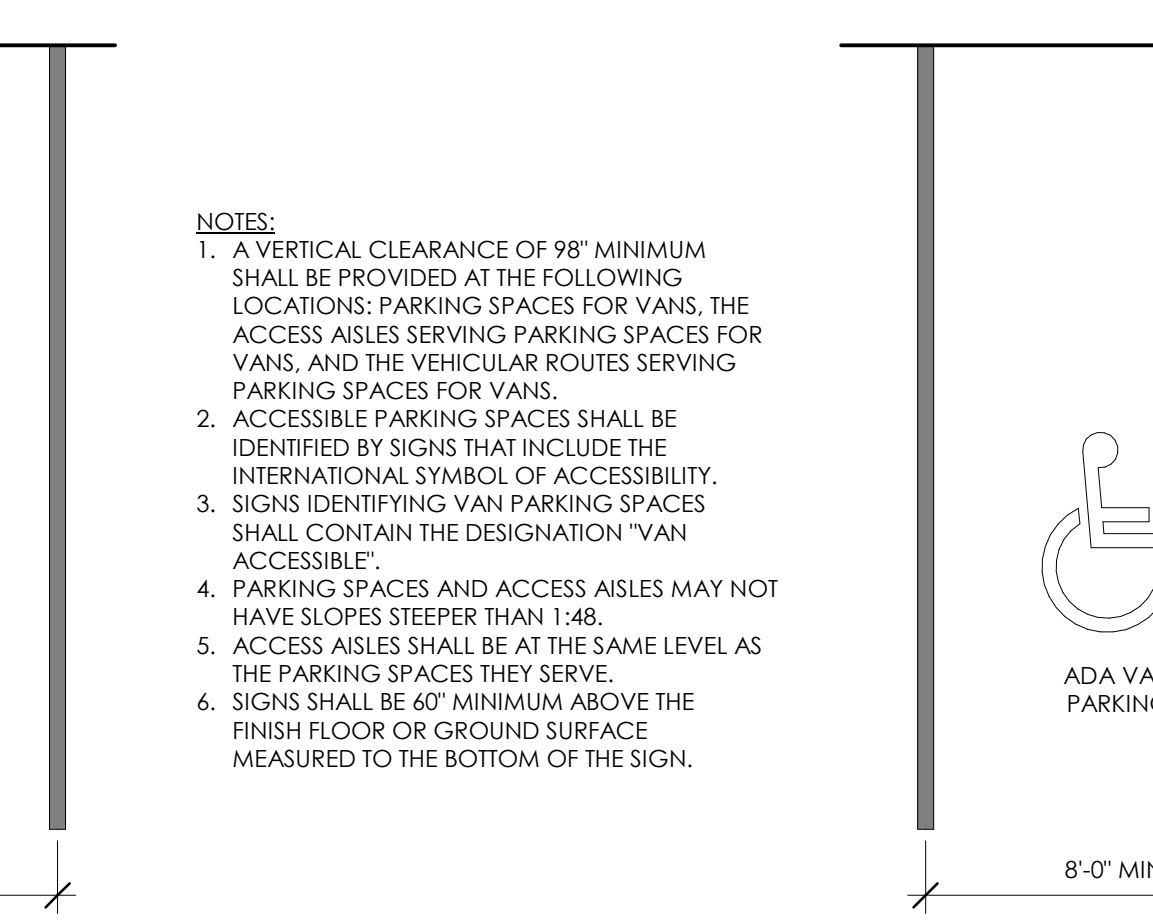 NOTES:
1. A VERTICAL CLEARANCE OF 98" MINIMUM
SHALL BE PROVIDED AT THE FOLLOWING
LOCATIONS: PARKING SPACES FOR VANS, THE
ACCESS AISLES SERVING PARKING SPACES FOR
VANS, AND THE VEHICULAR ROUTES SERVING
PARKING SPACES FOR VANS.
2. ACCESSIBLE PARKING SPACES SHALL BE
IDENTIFIED BY SIGNS THAT INCLUDE THE
INTERNATIONAL SYMBOL OF ACCESSIBILITY.
3. SIGNS IDENTIFYING VAN PARKING SPACES
SHALL CONTAIN THE DESIGNATION "VAN
ACCESSIBLE".
4. PARKING SPACES AND ACCESS AISLES MAY NOT
HAVE SLOPES STEEPER THAN 1:48.
5. ACCESS AISLES SHALL BE AT THE SAME LEVEL AS
THE PARKING SPACES THEY SERVE.
6. SIGNS SHALL BE 60" MINIMUM ABOVE THE
FINISH FLOOR OR GROUND SURFACE
MEASURED TO THE BOTTOM OF THE SIGN.
ADA
8'-0"